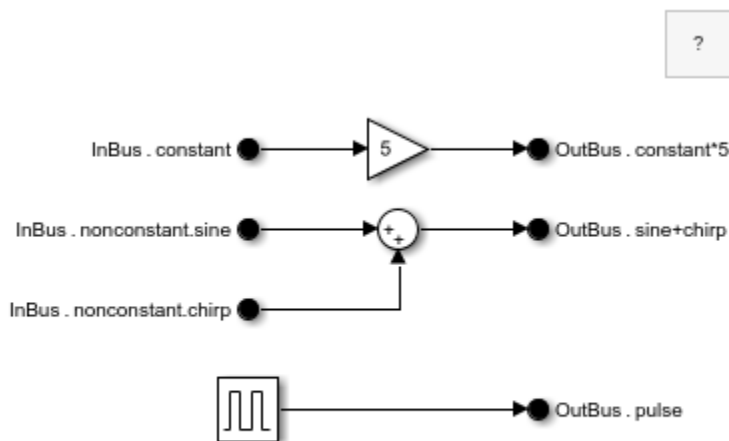 ?
InBus . constant
5
OutBus . constant*5
InBus . nonconstant.sine
+
+
OutBus . sine+chirp
InBus . nonconstant.chirp
OutBus . pulse